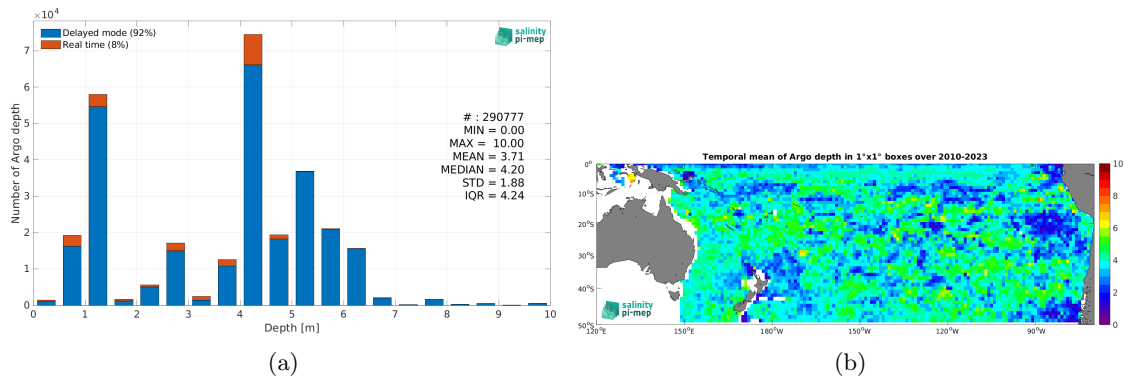 ×10⁴
Delayed mode (92%)
Real time (8%)
salinity
pi-mep
7
6
5
4
3
2
1
0
Number of Argo depth
# : 290777
MIN = 0.00
MAX = 10.00
MEAN = 3.71
MEDIAN = 4.20
STD = 1.88
IQR = 4.24
0 1 2 3 4 5 6 7 8 9 10
Depth [m]
(a)
Temporal mean of Argo depth in 1°x1° boxes over 2010-2023
0°
10°S
20°S
30°S
40°S
50°S
120°E 150°E 180°W 150°W 120°W 90°W
salinity
pi-mep
10
8
6
4
2
0
(b)